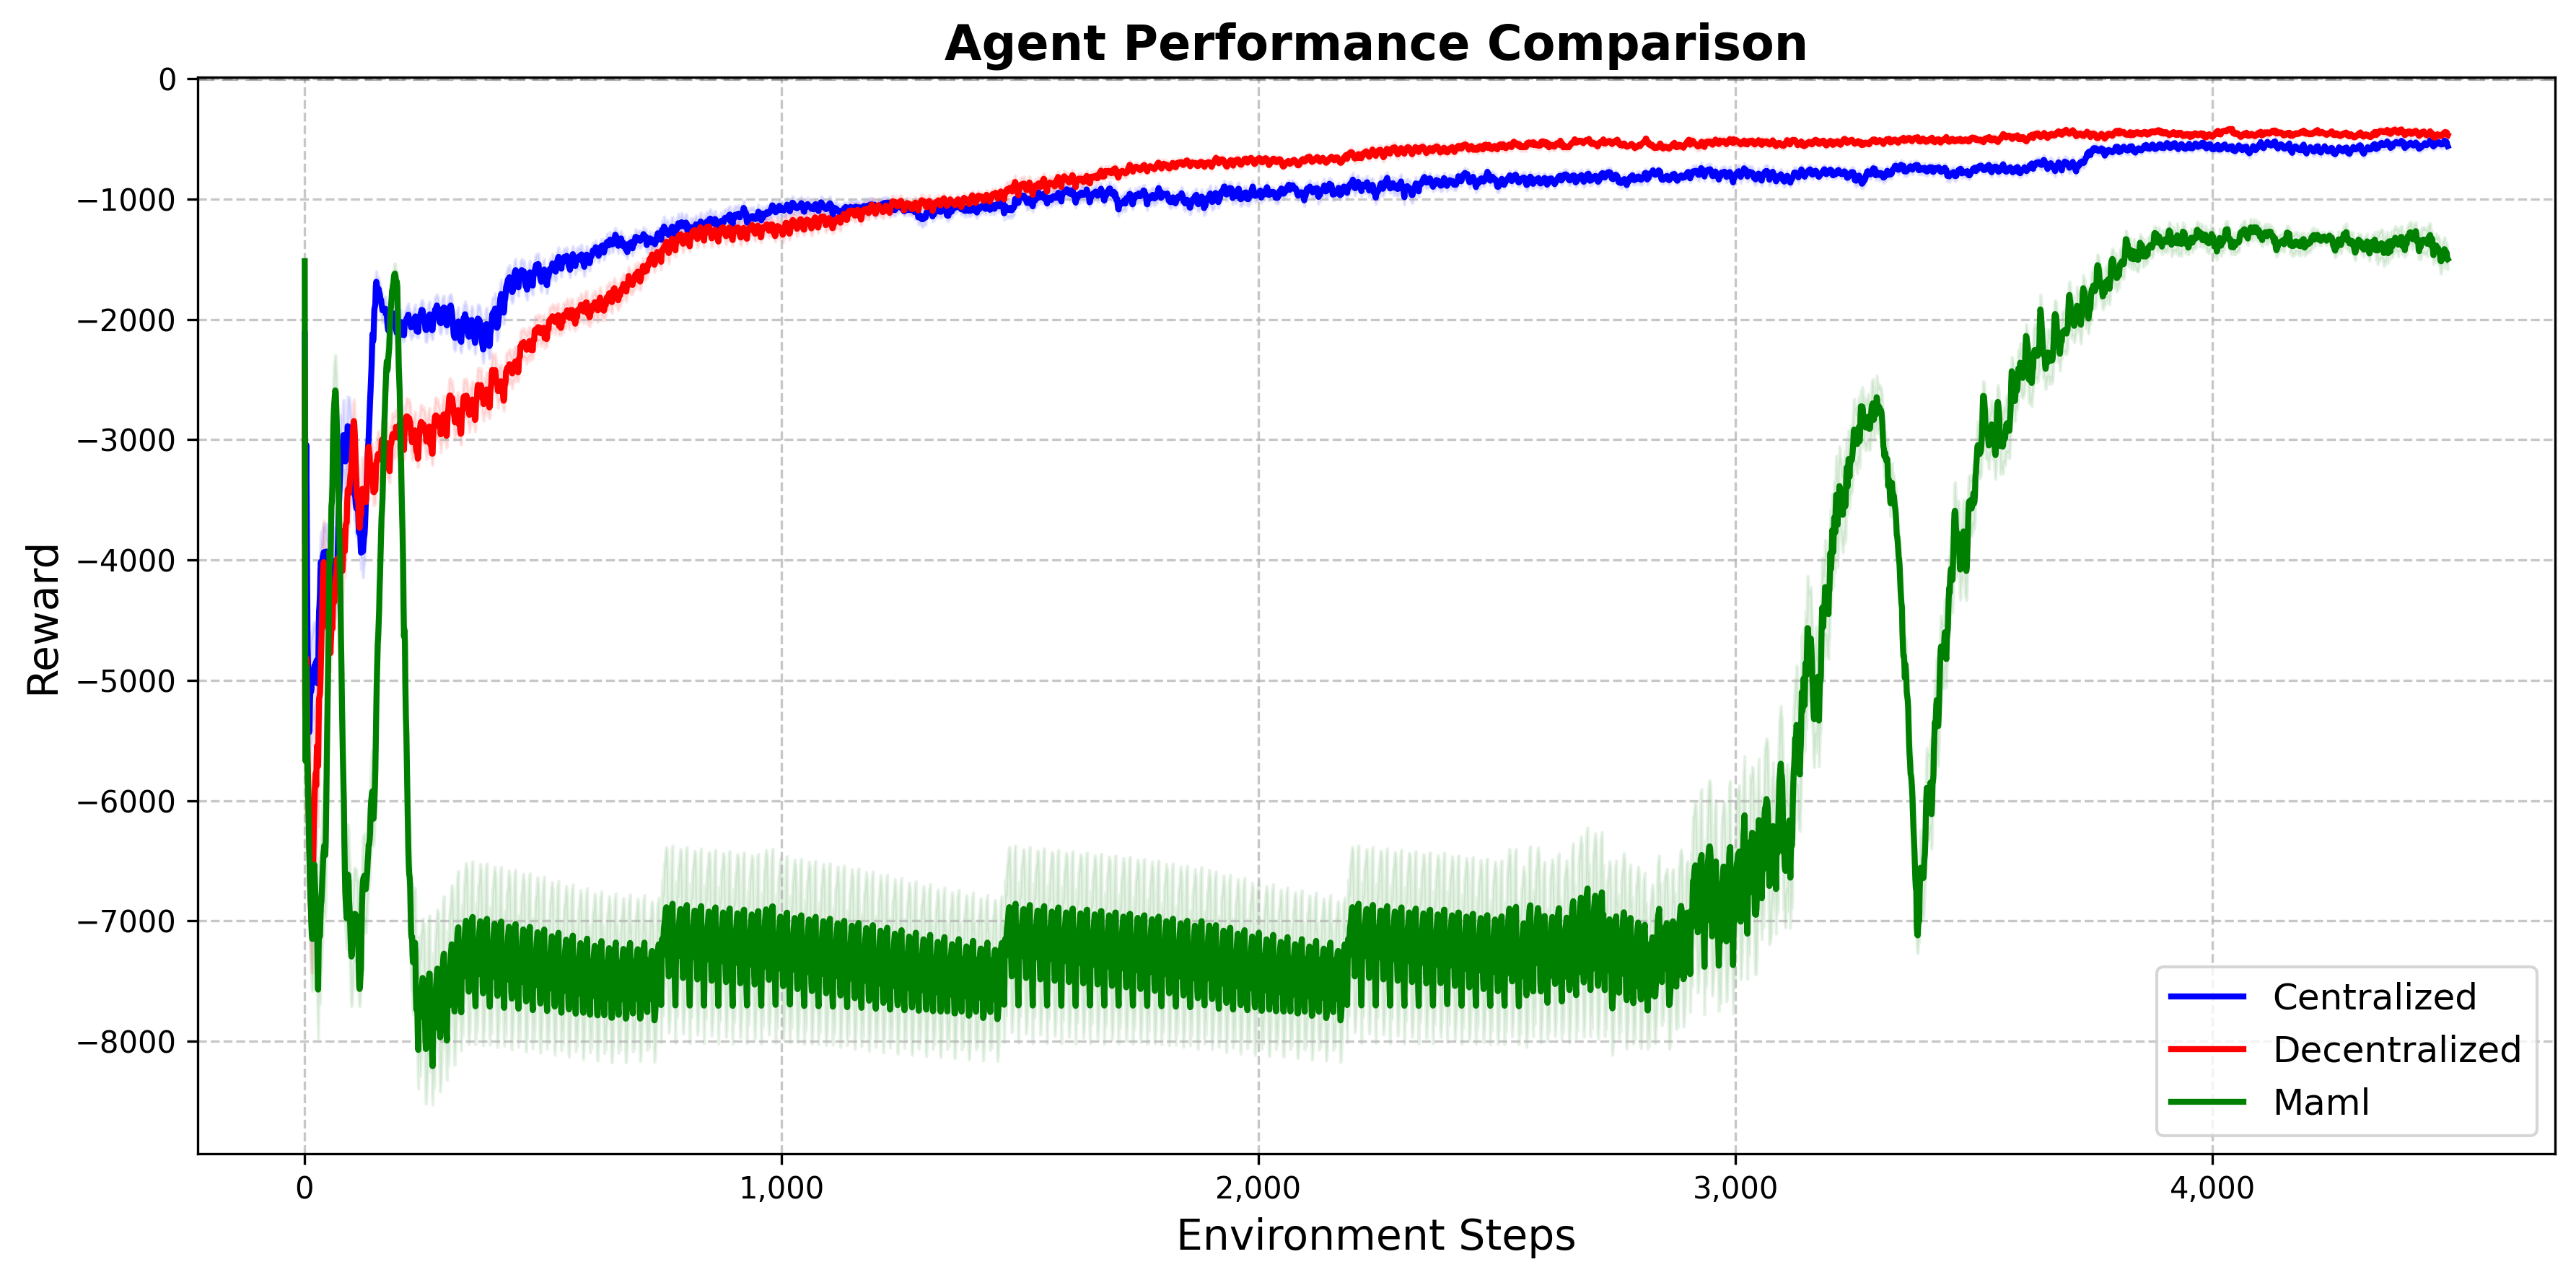 Agent Performance Comparison
0
−1000
−2000
−3000
−4000
−5000
−6000
−7000
−8000
Reward
0
1,000
2,000
3,000
4,000
Environment Steps
Centralized
Decentralized
Maml